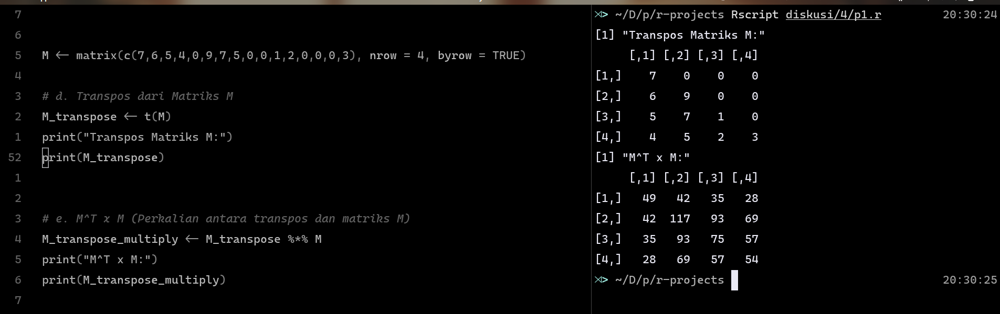 7
6
5 M <- matrix(c(7,6,5,4,0,9,7,5,0,0,1,2,0,0,0,3), nrow = 4, byrow = TRUE)
4
3 # d. Transpos dari Matriks M
2 M_transpose <- t(M)
1 print("Transpos Matriks M:")
52 print(M_transpose)
1
2
3 # e. M^T x M (Perkalian antara transpos dan matriks M)
4 M_transpose_multiply <- M_transpose %*% M
5 print("M^T x M:")
6 print(M_transpose_multiply)
7
~/D/p/r-projects Rscript diskusi/4/p1.r 20:30:24
[1] "Transpos Matriks M:"
     [,1] [,2] [,3] [,4]
[1,]    7    0    0    0
[2,]    6    9    0    0
[3,]    5    7    1    0
[4,]    4    5    2    3
[1] "M^T x M:"
     [,1] [,2] [,3] [,4]
[1,]   49   42   35   28
[2,]   42  117   93   69
[3,]   35   93   75   57
[4,]   28   69   57   54
~/D/p/r-projects 20:30:25